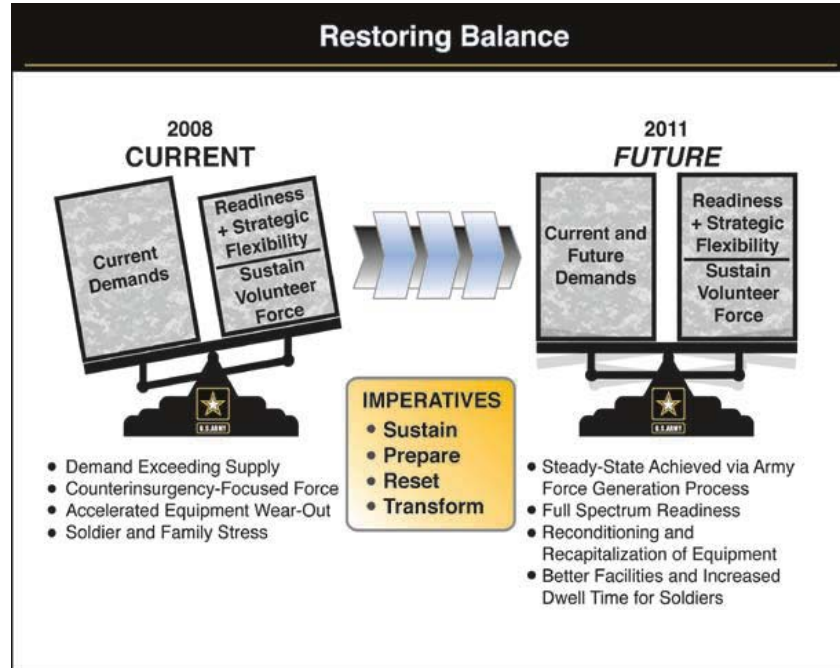 Restoring Balance
2008
CURRENT
Current
Demands
Readiness
+ Strategic
Flexibility
Sustain
Volunteer
Force
U.S.ARMY
• Demand Exceeding Supply
• Counterinsurgency-Focused Force
• Accelerated Equipment Wear-Out
• Soldier and Family Stress
IMPERATIVES
• Sustain
• Prepare
• Reset
• Transform
2011
FUTURE
Current and
Future
Demands
Readiness
+ Strategic
Flexibility
Sustain
Volunteer
Force
U.S.ARMY
• Steady-State Achieved via Army
Force Generation Process
• Full Spectrum Readiness
• Reconditioning and
Recapitalization of Equipment
• Better Facilities and Increased
Dwell Time for Soldiers